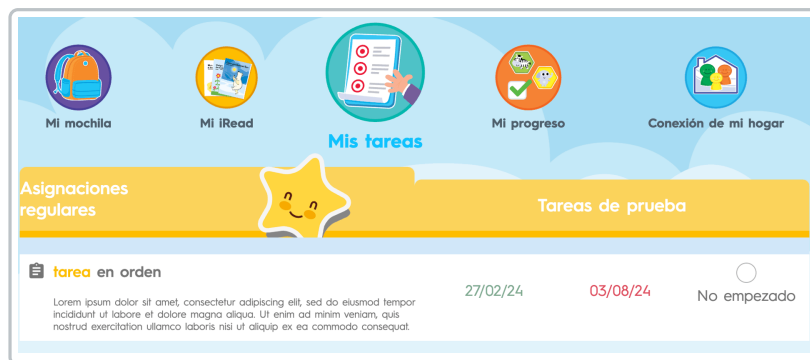 Mi mochila
Mi iRead
Mis tareas
Mi progreso
Conexión de mi hogar
Asignaciones
regulares
Tareas de prueba
tarea en orden
Lorem ipsum dolor sit amet, consectetur adipiscing elit, sed do eiusmod tempor
incididunt ut labore et dolore magna aliqua. Ut enim ad minim veniam, quis
nostrud exercitation ullamco laboris nisi ut aliquip ex ea commodo consequat.
27/02/24
03/08/24
No empezado